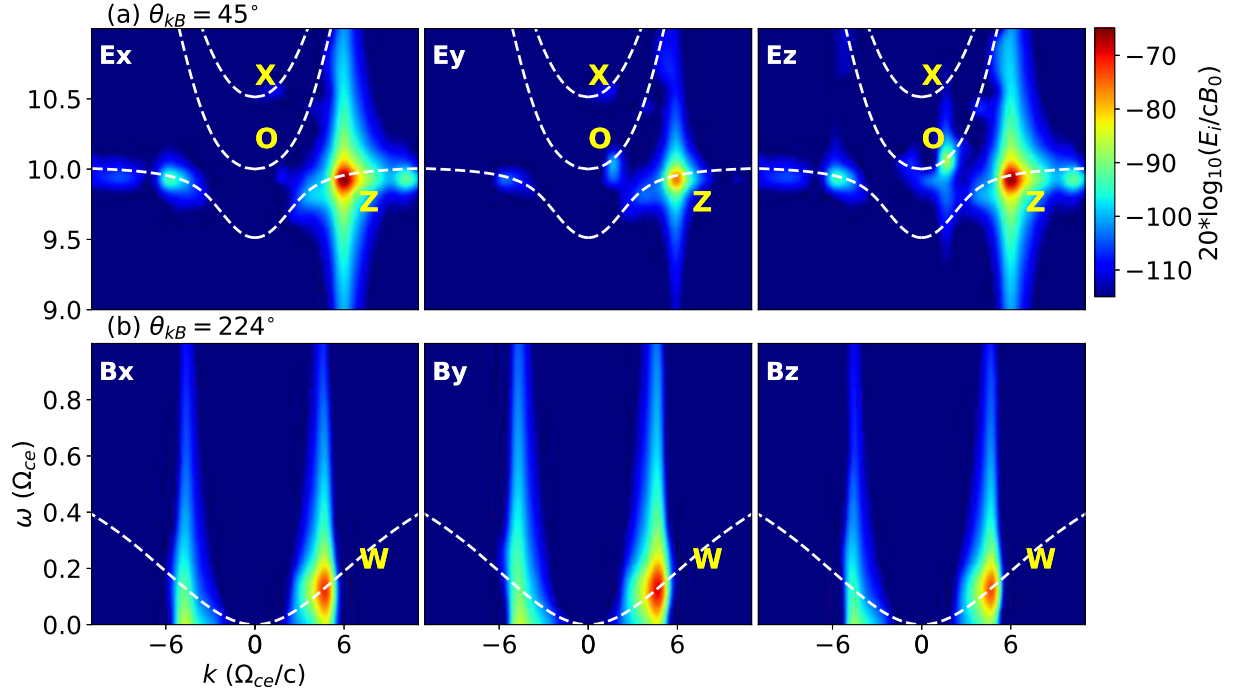 (a) θkB = 45°
Ex
Ey
Ez
X
X
X
O
O
O
Z
Z
Z
10.5
10.0
9.5
9.0
−70
−80
−90
−100
−110
20*log10(Ei/cB0)
(b) θkB = 224°
Bx
By
Bz
W
W
W
0.8
0.6
0.4
0.2
0.0
ω (Ωce)
−6
0
6
−6
0
6
−6
0
6
k (Ωce/c)